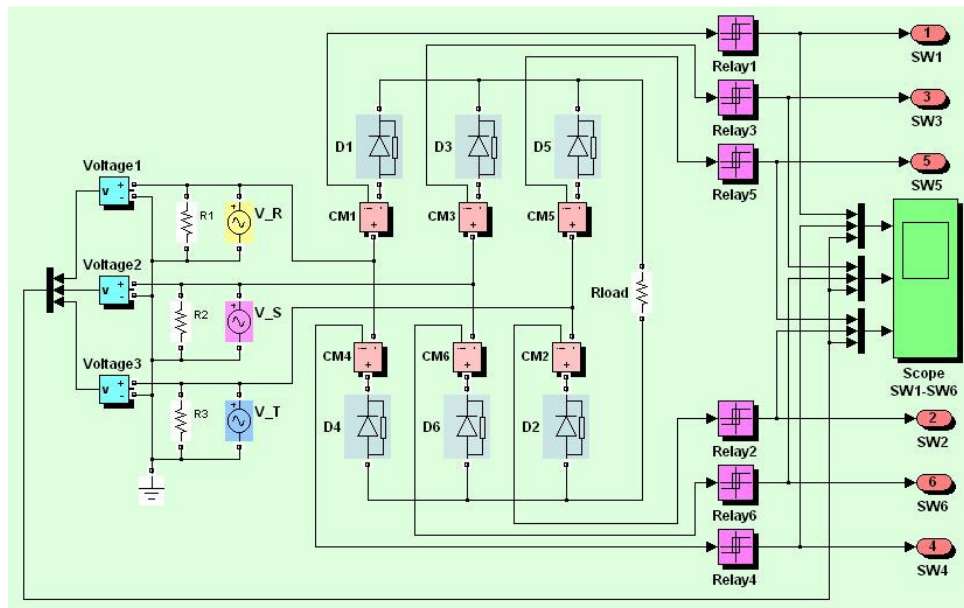 1
SW1
Relay1
3
SW3
Relay3
5
SW5
Relay5
D1
D3
D5
Voltage1
v
+
-
R1
+
V_R
CM1
CM3
CM5
- i
+
- i
+
- i
+
Voltage2
v
+
-
R2
+
V_S
Rload
Voltage3
v
+
-
R3
+
V_T
CM4
CM6
CM2
- i
+
- i
+
- i
+
D4
D6
D2
Scope
SW1-SW6
2
SW2
Relay2
6
SW6
Relay6
4
SW4
Relay4